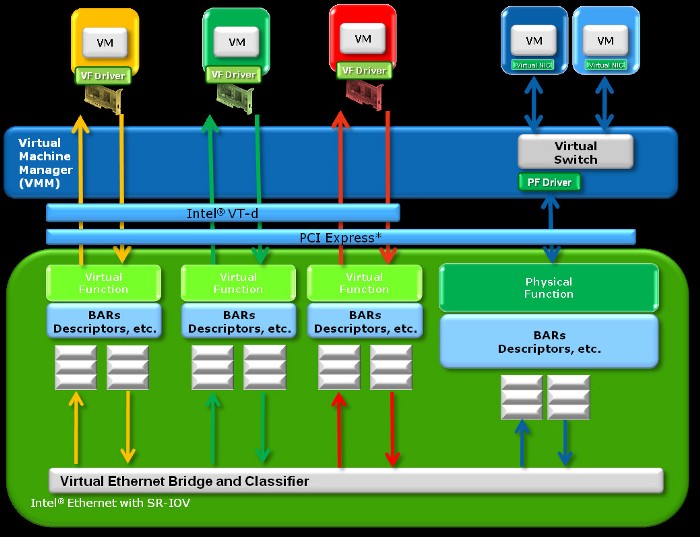 VM
VM
VM
VM
VM
VF Driver
VF Driver
VF Driver
Virtual NIC
Virtual NIC
Virtual
Machine
Manager
(VMM)
Virtual
Switch
PF Driver
Intel® VT-d
PCI Express*
Virtual
Function
Virtual
Function
Virtual
Function
Physical
Function
BARs
Descriptors, etc.
BARs
Descriptors, etc.
BARs
Descriptors, etc.
BARs
Descriptors, etc.
Virtual Ethernet Bridge and Classifier
Intel® Ethernet with SR-IOV